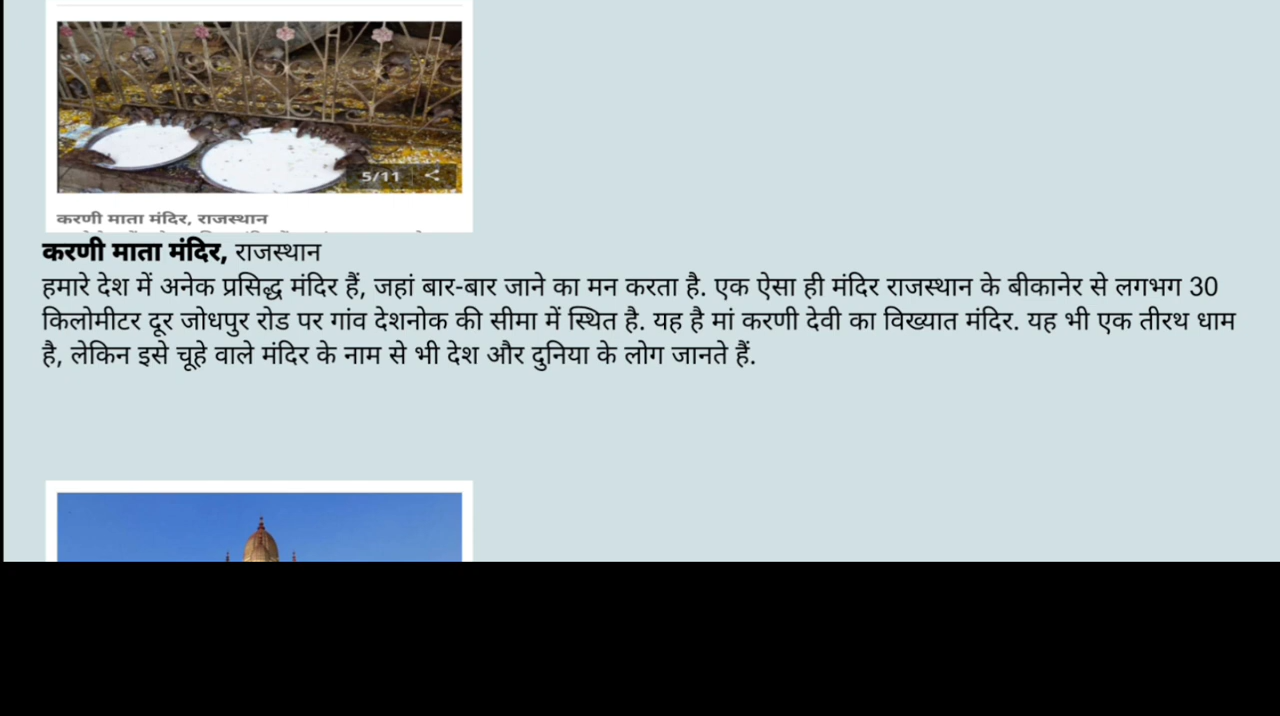 5/11
करणी माता मंदिर, राजस्थान
करणी माता मंदिर, राजस्थान
हमारे देश में अनेक प्रसिद्ध मंदिर हैं, जहां बार-बार जाने का मन करता है. एक ऐसा ही मंदिर राजस्थान के बीकानेर से लगभग 30
किलोमीटर दूर जोधपुर रोड पर गांव देशनोक की सीमा में स्थित है. यह है मां करणी देवी का विख्यात मंदिर. यह भी एक तीरथ धाम
है, लेकिन इसे चूहे वाले मंदिर के नाम से भी देश और दुनिया के लोग जानते हैं.